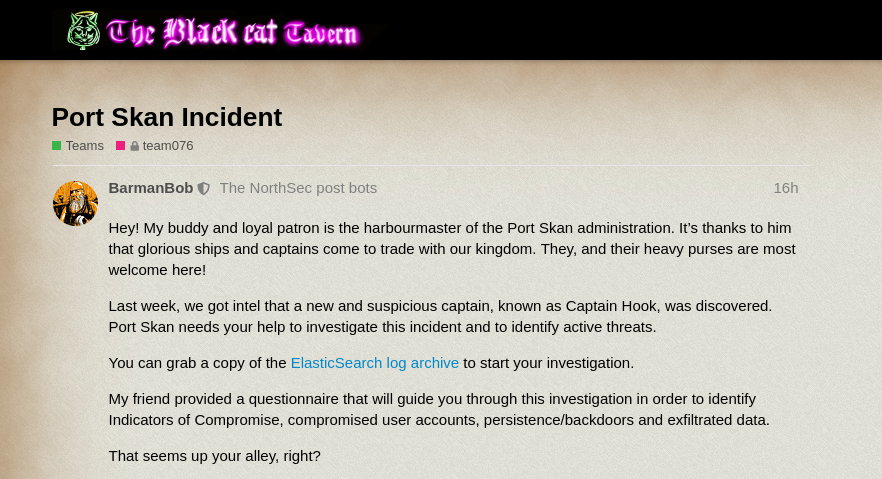 The Black cat Tavern
Port Skan Incident
Teams team076
BarmanBob The NorthSec post bots 16h
Hey! My buddy and loyal patron is the harbourmaster of the Port Skan administration. It’s thanks to him
that glorious ships and captains come to trade with our kingdom. They, and their heavy purses are most
welcome here!
Last week, we got intel that a new and suspicious captain, known as Captain Hook, was discovered.
Port Skan needs your help to investigate this incident and to identify active threats.
You can grab a copy of the ElasticSearch log archive to start your investigation.
My friend provided a questionnaire that will guide you through this investigation in order to identify
Indicators of Compromise, compromised user accounts, persistence/backdoors and exfiltrated data.
That seems up your alley, right?